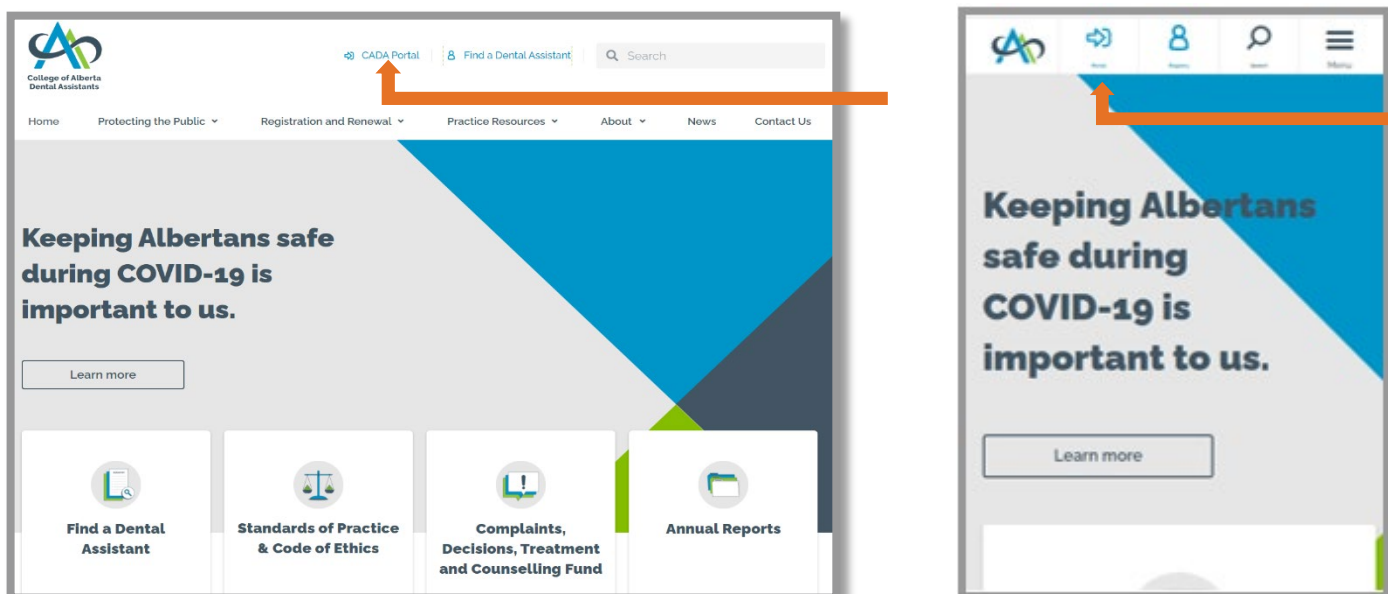 College of Alberta
Dental Assistants
CADA Portal
Find a Dental Assistant
Search
Home
Protecting the Public
Registration and Renewal
Practice Resources
About
News
Contact Us
Keeping Albertans safe
during COVID-19 is
important to us.
Learn more
Find a Dental
Assistant
Standards of Practice
& Code of Ethics
Complaints,
Decisions, Treatment
and Counselling Fund
Annual Reports
Menu
Keeping Albertans
safe during
COVID-19 is
important to us.
Learn more